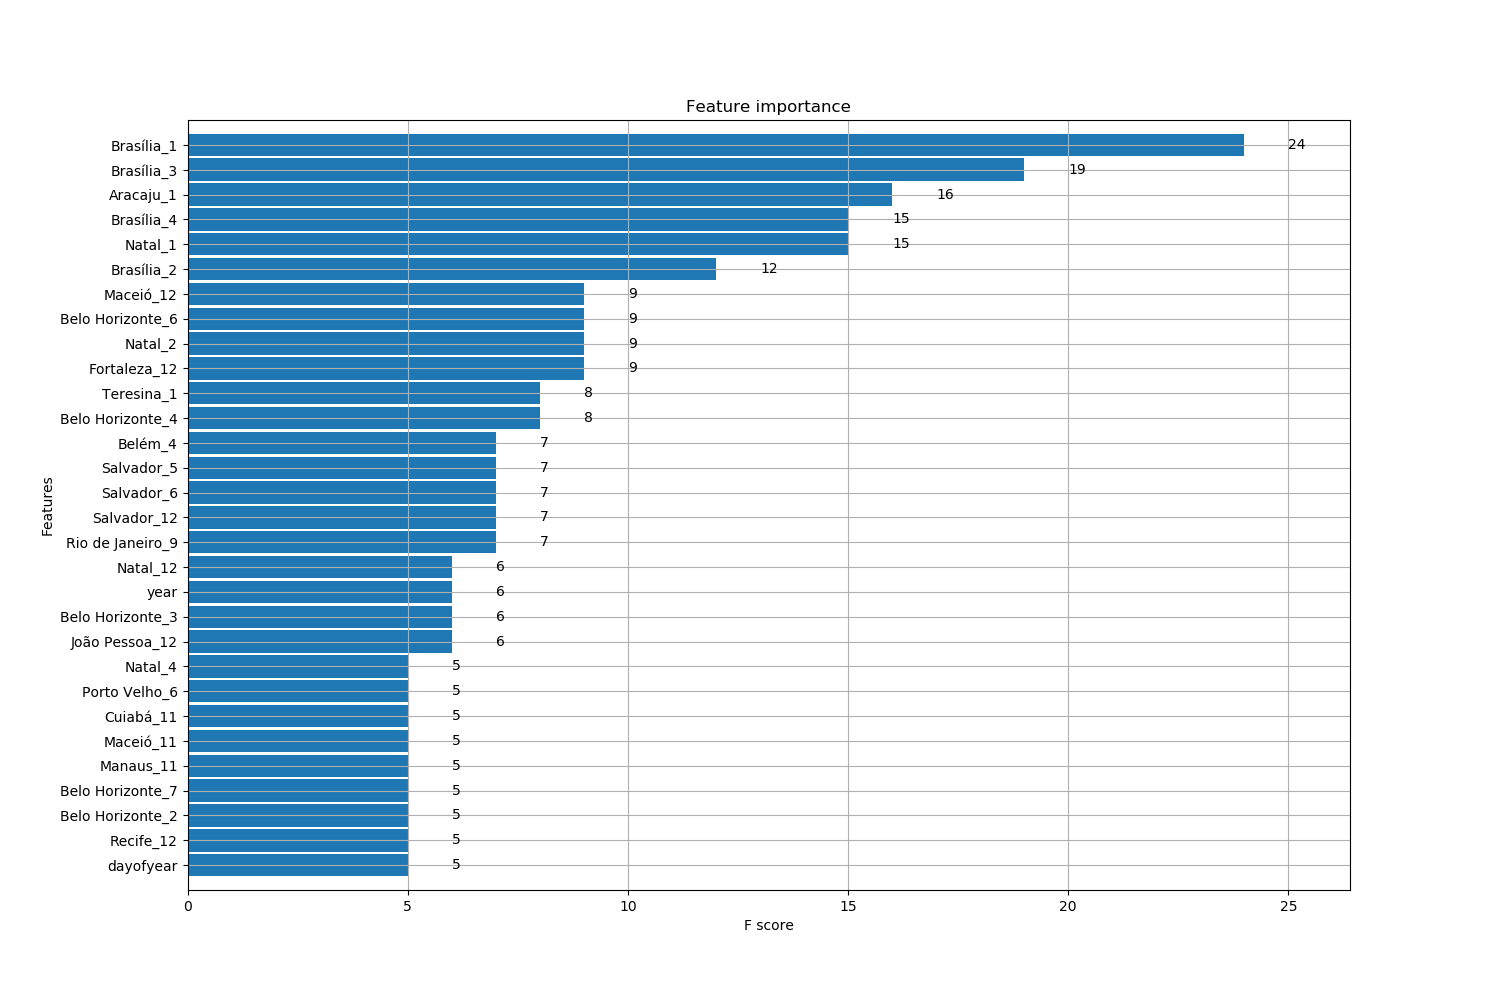 Feature importance
Brasília_1 24
Brasília_3 19
Aracaju_1 16
Brasília_4 15
Natal_1 15
Brasília_2 12
Maceió_12 9
Belo Horizonte_6 9
Natal_2 9
Fortaleza_12 9
Teresina_1 8
Belo Horizonte_4 8
Belém_4 7
Salvador_5 7
Salvador_6 7
Salvador_12 7
Rio de Janeiro_9 7
Natal_12 6
year 6
Belo Horizonte_3 6
João Pessoa_12 6
Natal_4 5
Porto Velho_6 5
Cuiabá_11 5
Maceió_11 5
Manaus_11 5
Belo Horizonte_7 5
Belo Horizonte_2 5
Recife_12 5
dayofyear 5
0 5 10 15 20 25
F score
Features